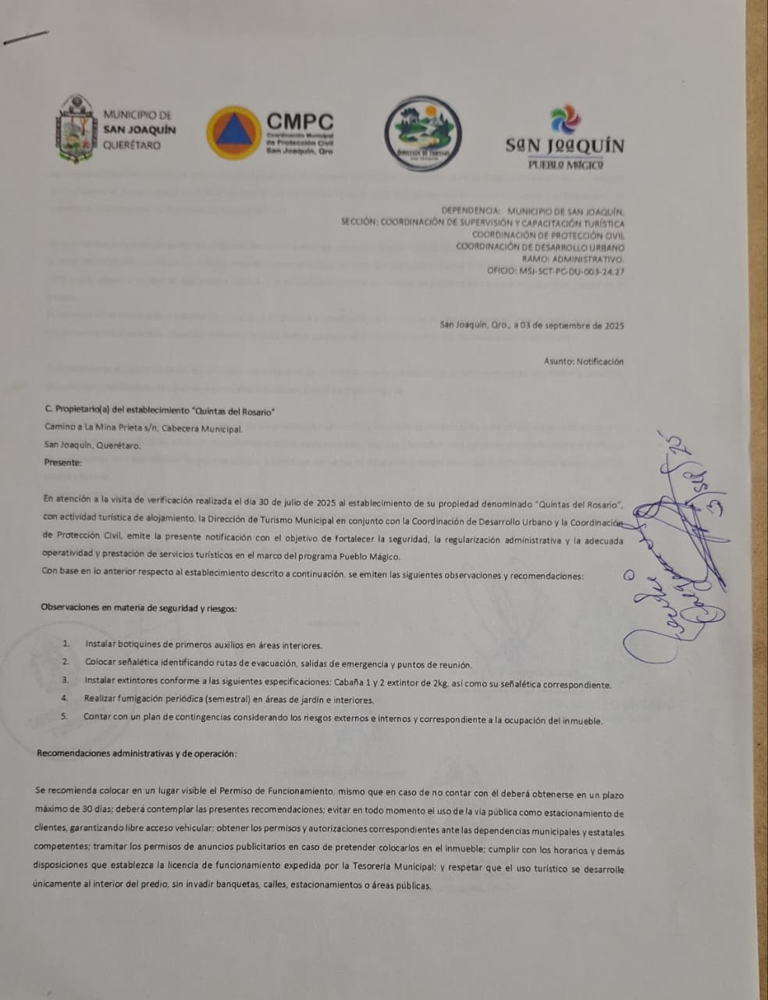 MUNICIPIO DE
SAN JOAQUÍN
QUERÉTARO
CMPC
Coordinación Municipal
de Protección Civil
San Joaquín, Qro
SAN JOAQUÍN
PUEBLO MÁGICO
DEPENDENCIA: MUNICIPIO DE SAN JOAQUÍN.
SECCIÓN: COORDINACIÓN DE SUPERVISIÓN Y CAPACITACIÓN TURÍSTICA
COORDINACIÓN DE PROTECCIÓN CIVIL
COORDINACIÓN DE DESARROLLO URBANO
RAMO: ADMINISTRATIVO.
OFICIO: MSJ-SCT-PC-DU-003-24.27
San Joaquín, Qro., a 03 de septiembre de 2025
Asunto: Notificación
C. Propietario(a) del establecimiento "Quintas del Rosario"
Camino a La Mina Prieta s/n, Cabecera Municipal.
San Joaquín, Querétaro.
Presente:
En atención a la visita de verificación realizada el día 30 de julio de 2025 al establecimiento de su propiedad denominado "Quintas del Rosario",
con actividad turística de alojamiento, la Dirección de Turismo Municipal en conjunto con la Coordinación de Desarrollo Urbano y la Coordinación
de Protección Civil, emite la presente notificación con el objetivo de fortalecer la seguridad, la regularización administrativa y la adecuada
operatividad y prestación de servicios turísticos en el marco del programa Pueblo Mágico.
Con base en lo anterior respecto al establecimiento descrito a continuación, se emiten las siguientes observaciones y recomendaciones:
Observaciones en materia de seguridad y riesgos:
1. Instalar botiquines de primeros auxilios en áreas interiores.
2. Colocar señalética identificando rutas de evacuación, salidas de emergencia y puntos de reunión.
3. Instalar extintores conforme a las siguientes especificaciones: Cabaña 1 y 2 extintor de 2kg, así como su señalética correspondiente.
4. Realizar fumigación periódica (semestral) en áreas de jardín e interiores.
5. Contar con un plan de contingencias considerando los riesgos externos e internos y correspondiente a la ocupación del inmueble.
Recomendaciones administrativas y de operación:
Se recomienda colocar en un lugar visible el Permiso de Funcionamiento, mismo que en caso de no contar con él deberá obtenerse en un plazo
máximo de 30 días; deberá contemplar las presentes recomendaciones; evitar en todo momento el uso de la vía pública como estacionamiento de
clientes, garantizando libre acceso vehicular; obtener los permisos y autorizaciones correspondientes ante las dependencias municipales y estatales
competentes; tramitar los permisos de anuncios publicitarios en caso de pretender colocarlos en el inmueble; cumplir con los horarios y demás
disposiciones que establezca la licencia de funcionamiento expedida por la Tesorería Municipal; y respetar que el uso turístico se desarrolle
únicamente al interior del predio, sin invadir banquetas, calles, estacionamientos o áreas públicas.